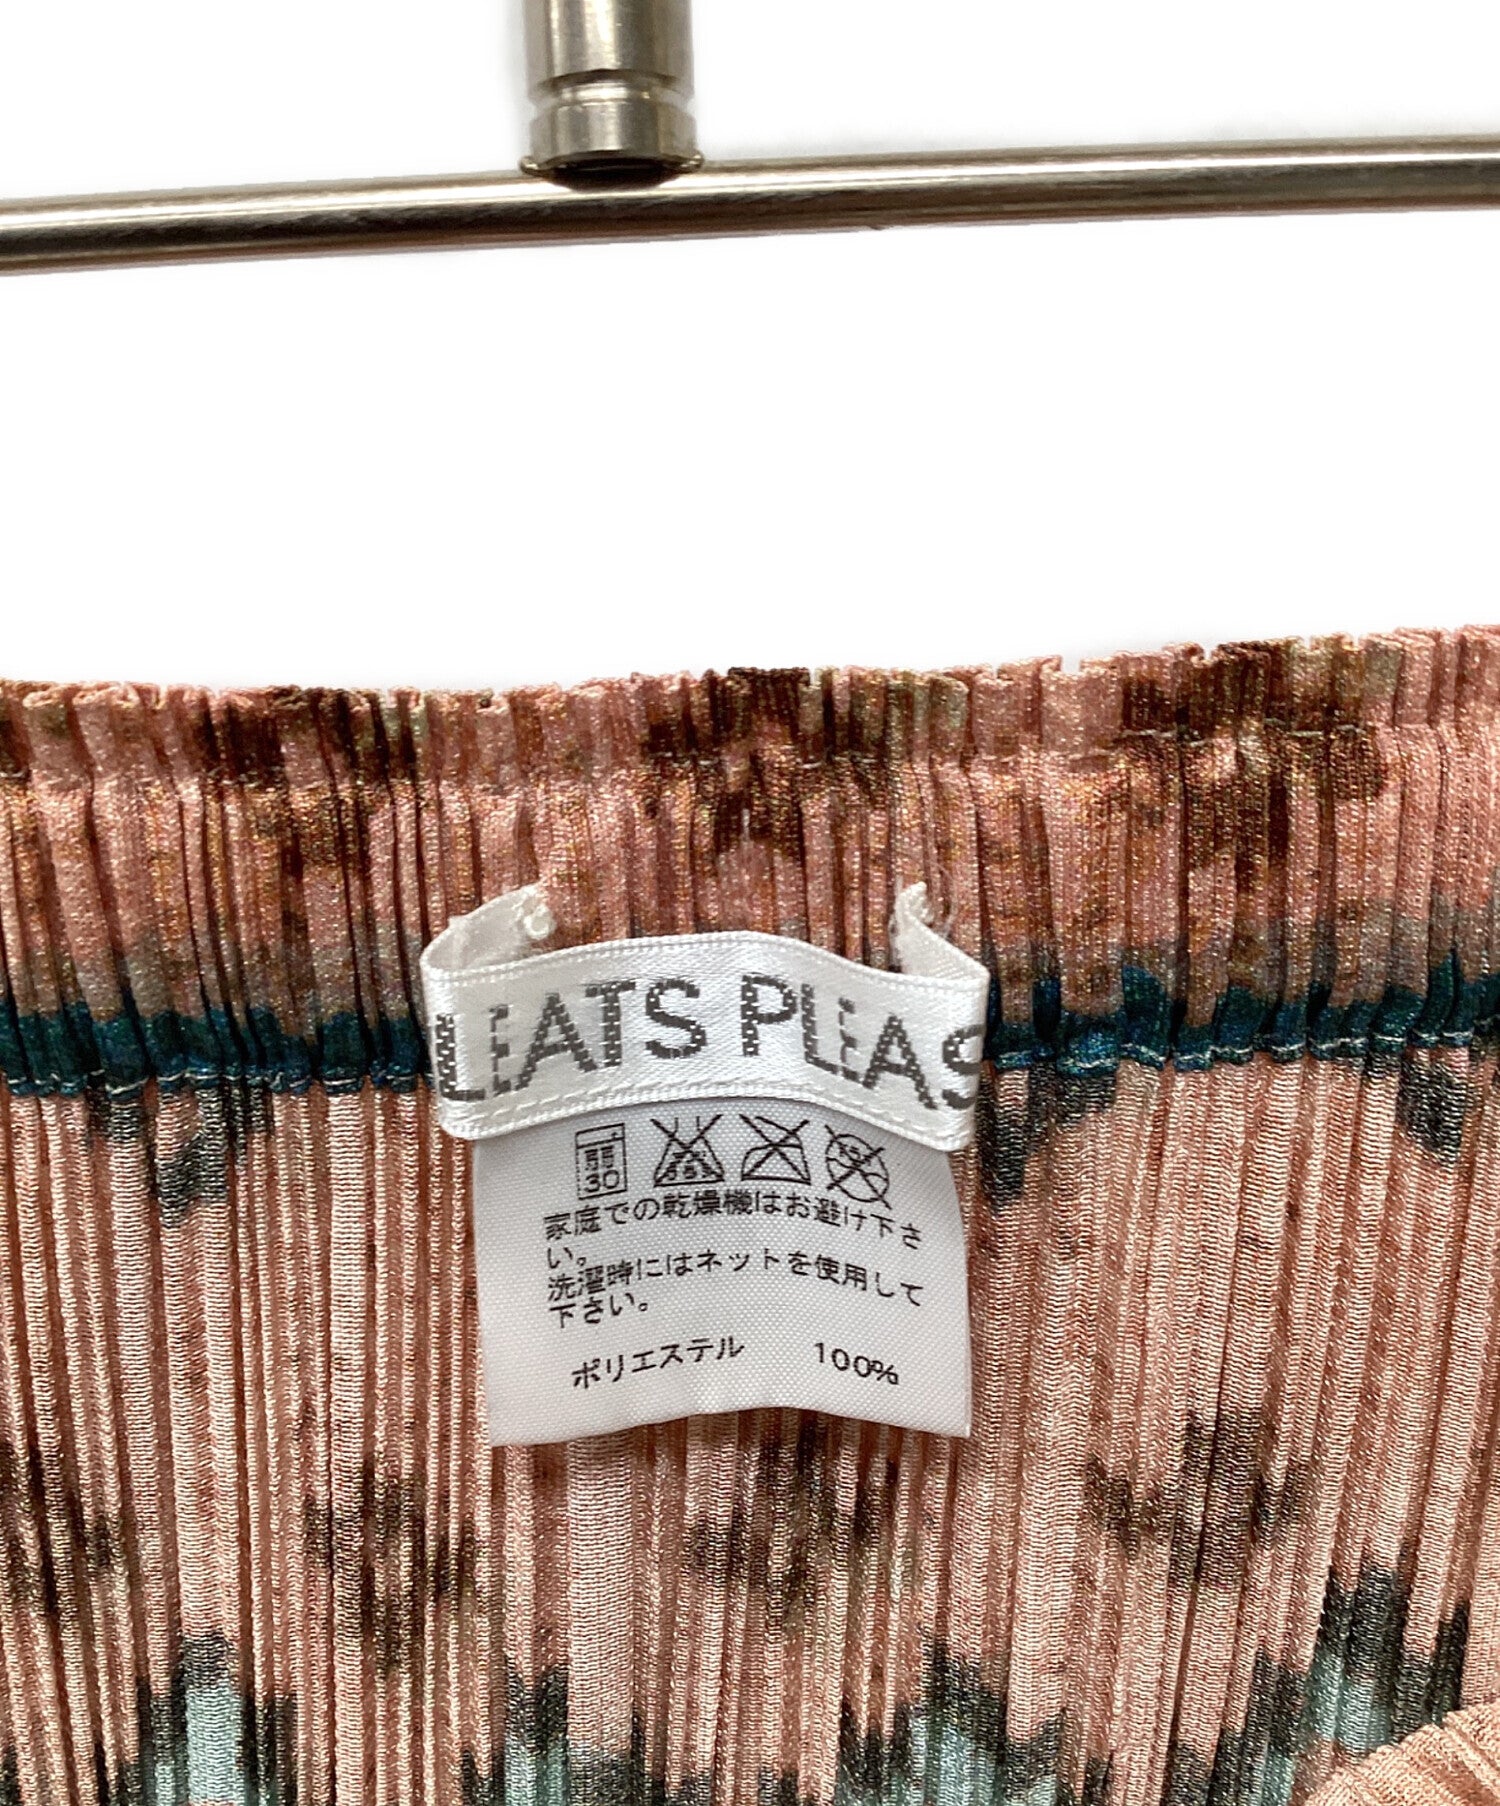 LEATS PLEAS
弱
30
家庭での乾燥機はお避け下さ
い。
洗濯時にはネットを使用して
下さい。
ポリエステル 100%